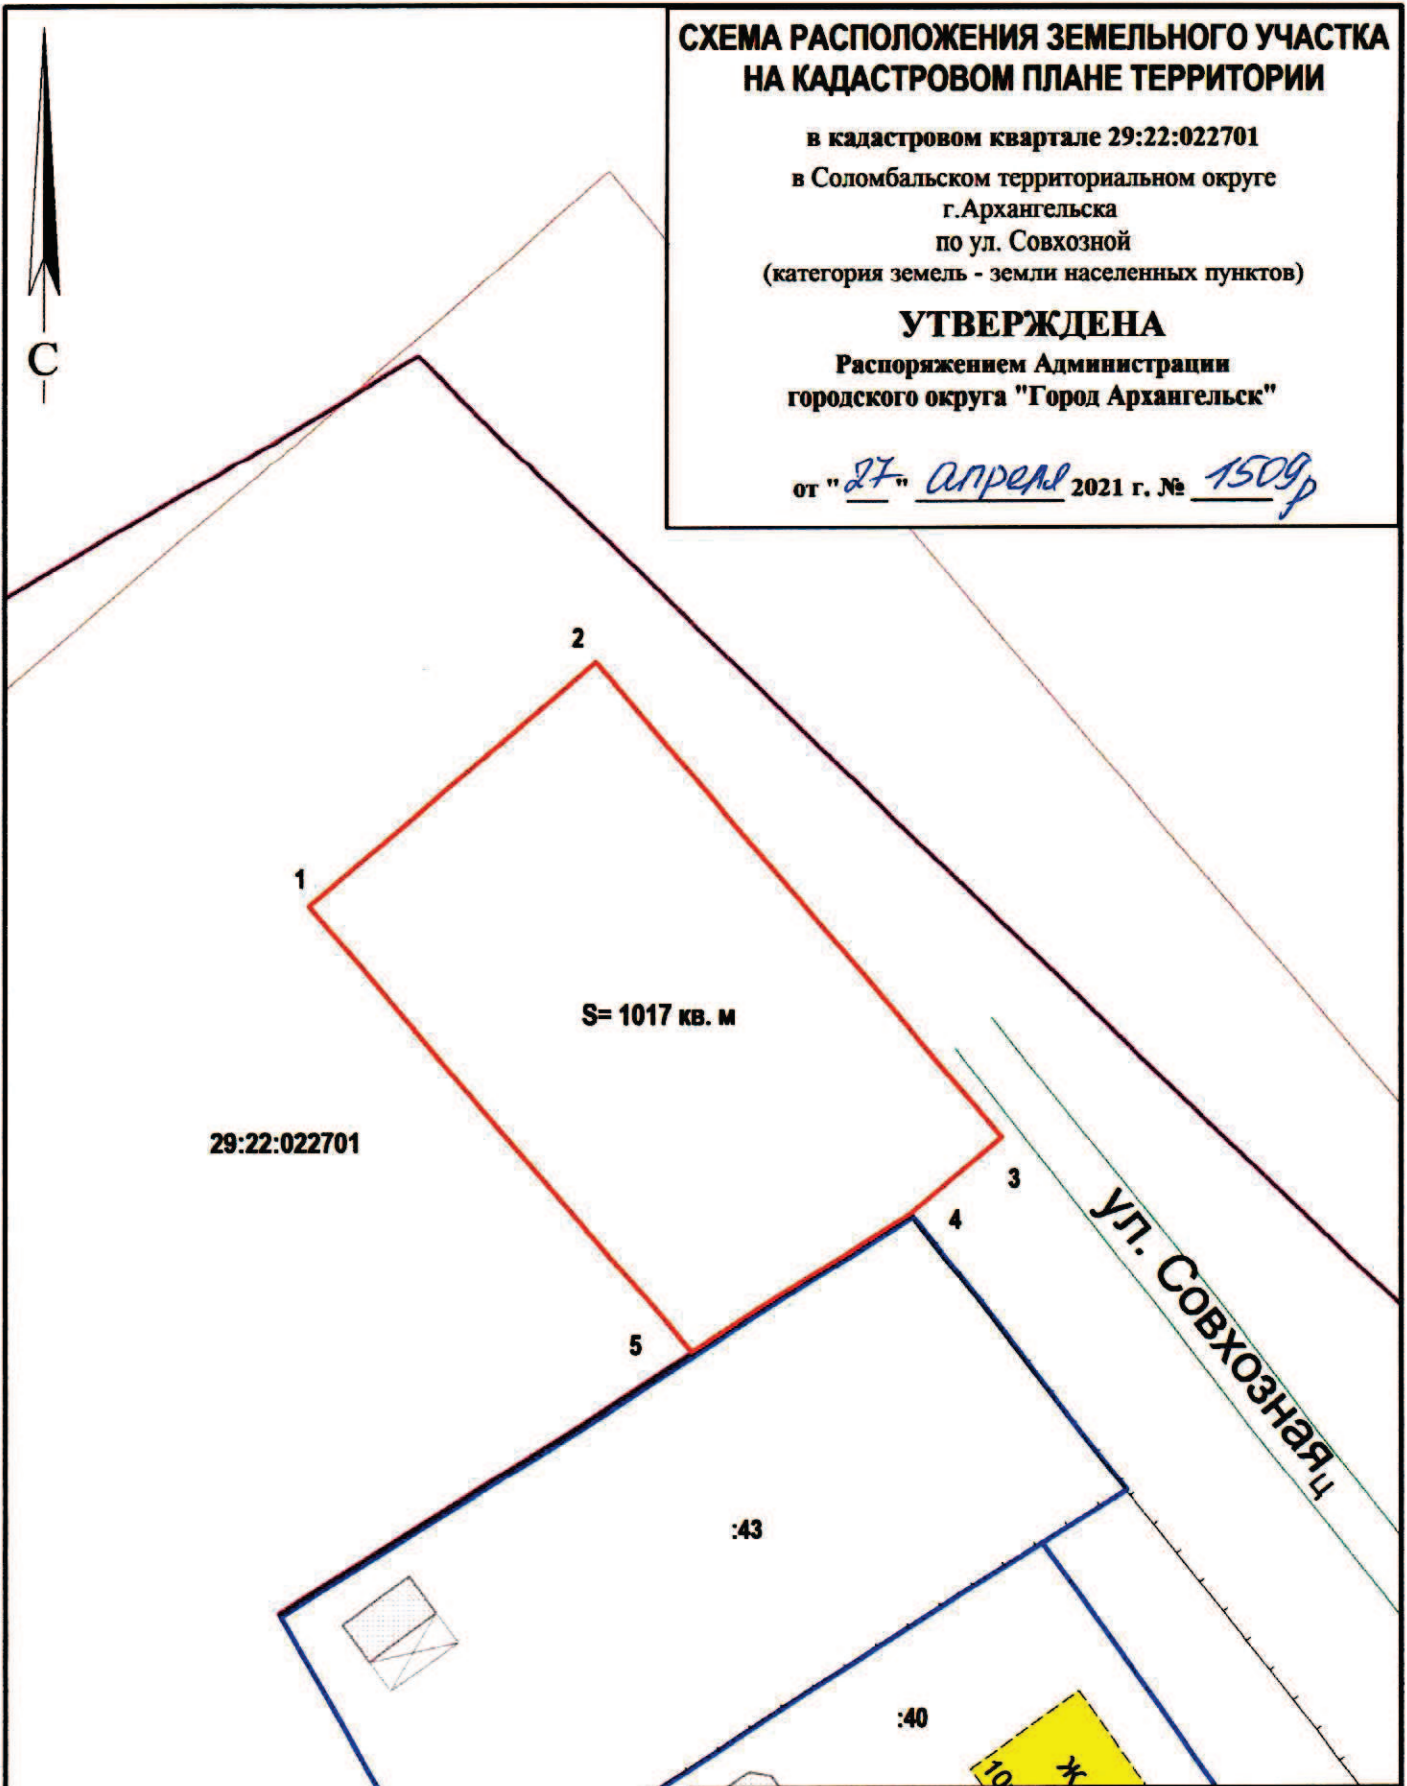 СХЕМА РАСПОЛОЖЕНИЯ ЗЕМЕЛЬНОГО УЧАСТКА
НА КАДАСТРОВОМ ПЛАНЕ ТЕРРИТОРИИ
в кадастровом квартале 29:22:022701
в Соломбальском территориальном округе
г.Архангельска
по ул. Совхозной
(категория земель - земли населенных пунктов)
УТВЕРЖДЕНА
Распоряжением Администрации
городского округа "Город Архангельск"
от "27" апреля 2021 г. № 1509р
С
2
1
S= 1017 кв. м
29:22:022701
3
4
ул. Совхозная
ц
5
:43
:40
10
Ж